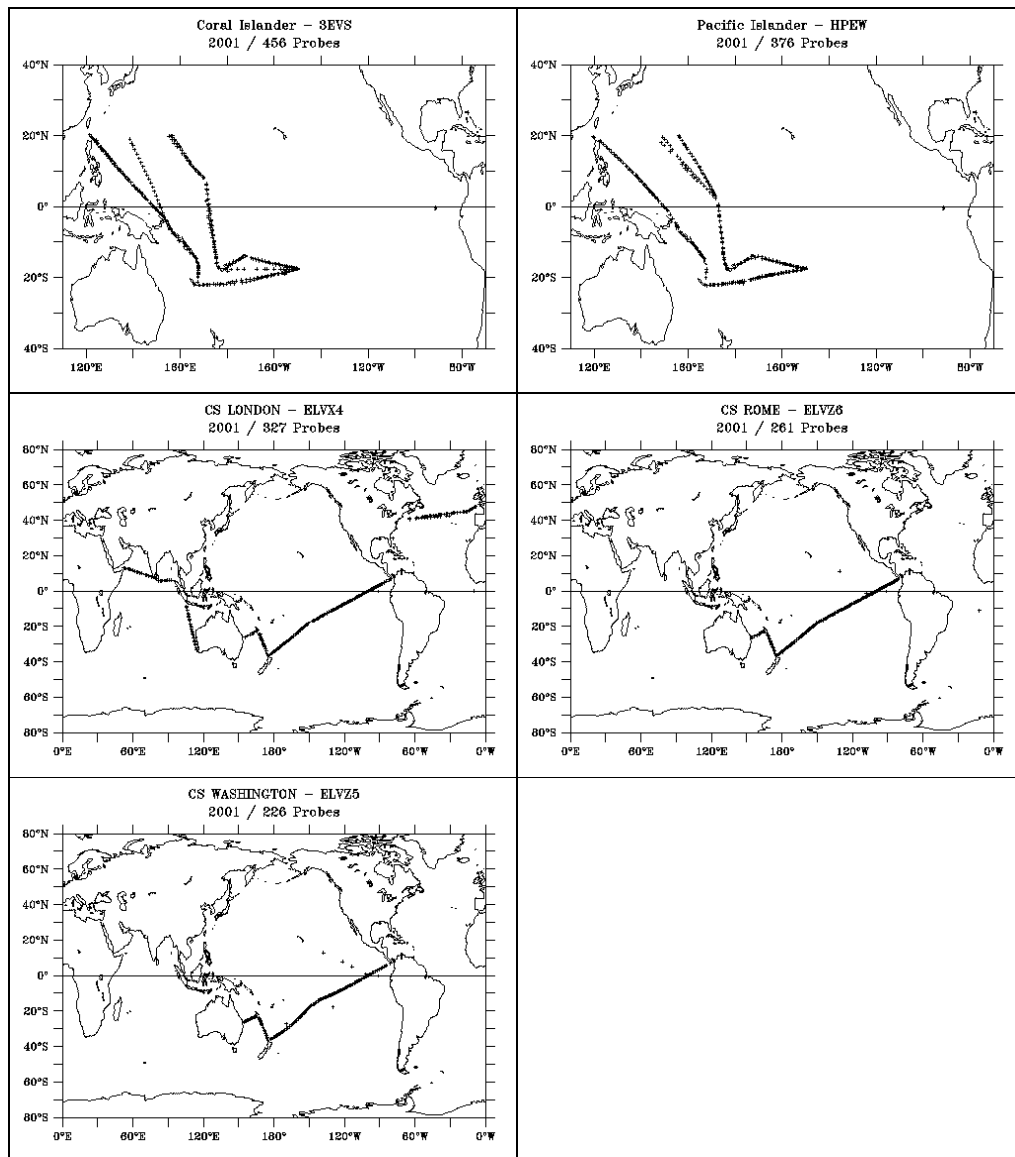 Coral Islander - 3EVS
2001 / 456 Probes
40°N
20°N
0°
20°S
40°S
120°E
160°E
160°W
120°W
80°W
Pacific Islander - HPEW
2001 / 376 Probes
40°N
20°N
0°
20°S
40°S
120°E
160°E
160°W
120°W
80°W
CS LONDON - ELVX4
2001 / 327 Probes
80°N
60°N
40°N
20°N
0°
20°S
40°S
60°S
80°S
0°E
60°E
120°E
180°
120°W
60°W
0°W
CS ROME - ELVZ6
2001 / 261 Probes
80°N
60°N
40°N
20°N
0°
20°S
40°S
60°S
80°S
0°E
60°E
120°E
180°
120°W
60°W
0°W
CS WASHINGTON - ELVZ5
2001 / 226 Probes
80°N
60°N
40°N
20°N
0°
20°S
40°S
60°S
80°S
0°E
60°E
120°E
180°
120°W
60°W
0°W